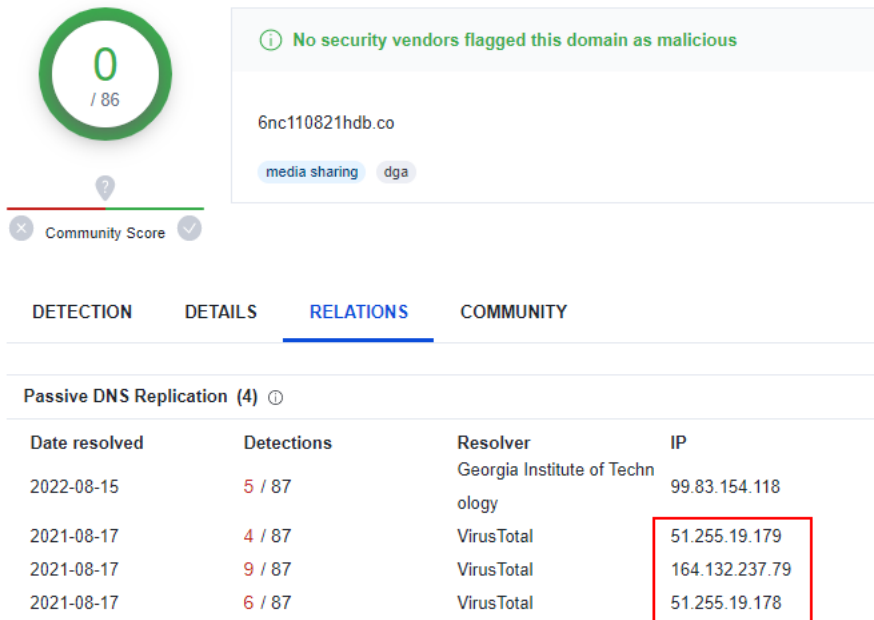 0
/ 86
No security vendors flagged this domain as malicious
6nc110821hdb.co
media sharing dga
?
Community Score
DETECTION DETAILS RELATIONS COMMUNITY
Passive DNS Replication (4)
Date resolved Detections Resolver IP
2022-08-15 5 / 87 Georgia Institute of Techn 99.83.154.118
ology
2021-08-17 4 / 87 VirusTotal 51.255.19.179
2021-08-17 9 / 87 VirusTotal 164.132.237.79
2021-08-17 6 / 87 VirusTotal 51.255.19.178